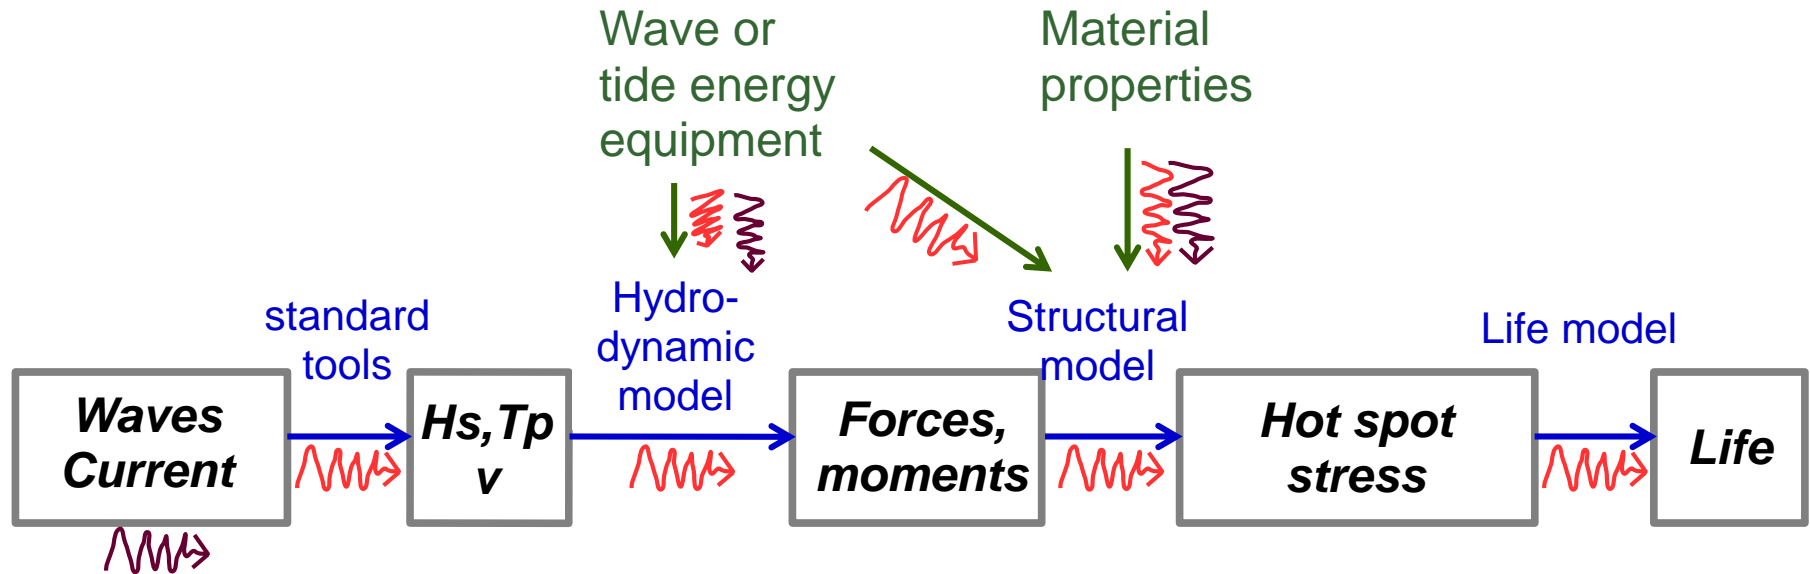 Wave or
tide energy
equipment
Material
properties
standard
tools
Hydro-
dynamic
model
Structural
model
Life model
Waves
Current
Hs,Tp
v
Forces,
moments
Hot spot
stress
Life